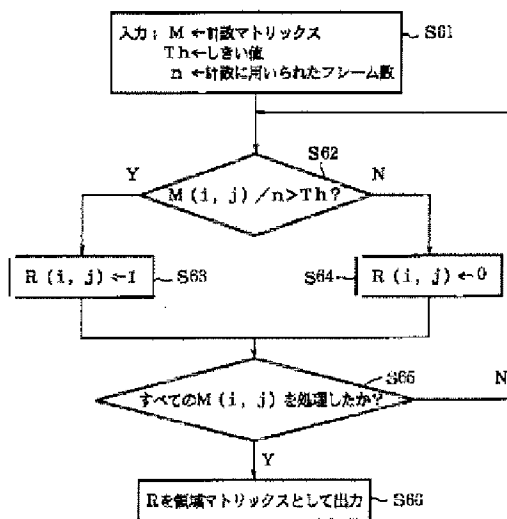 入力; M ←計数マトリックス
Th←しきい値
n ←計数に用いられたフレーム数
S61
S62
Y
N
M (i, j) ／n>Th?
R (i, j) ←1
S63
S64
R (i, j) ←0
S65
すべてのM (i, j) を処理したか?
N
Y
Rを領域マトリックスとして出力
S66